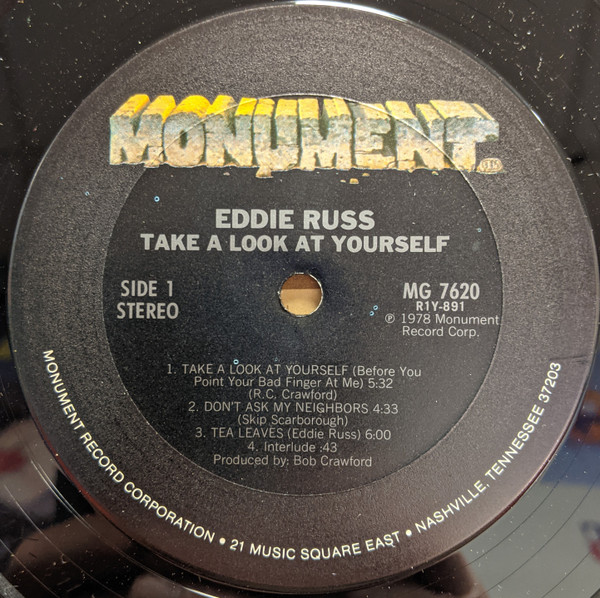 MONUMENT
EDDIE RUSS
TAKE A LOOK AT YOURSELF
SIDE 1
STEREO
MG 7620
R1Y-891
℗ 1978 Monument
Record Corp.
1. TAKE A LOOK AT YOURSELF (Before You
Point Your Bad Finger At Me) 5:32
(R.C. Crawford)
2. DON'T ASK MY NEIGHBORS 4:33
(Skip Scarborough)
3. TEA LEAVES (Eddie Russ) 6:00
4. Interlude :43
Produced by: Bob Crawford
MONUMENT RECORD CORPORATION • 21 MUSIC SQUARE EAST • NASHVILLE, TENNESSEE 37203